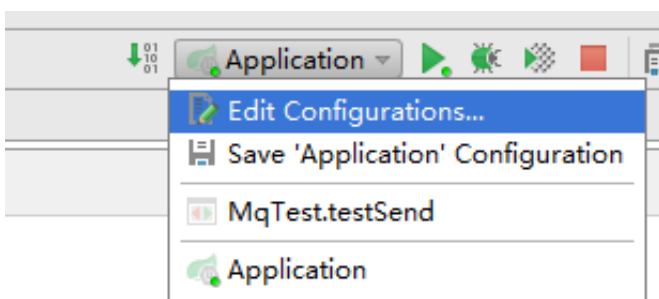 Application
Edit Configurations...
Save 'Application' Configuration
MqTest.testSend
Application